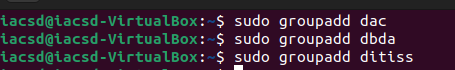 iacsd@iacsd-VirtualBox:~$ sudo groupadd dac
iacsd@iacsd-VirtualBox:~$ sudo groupadd dbda
iacsd@iacsd-VirtualBox:~$ sudo groupadd ditiss